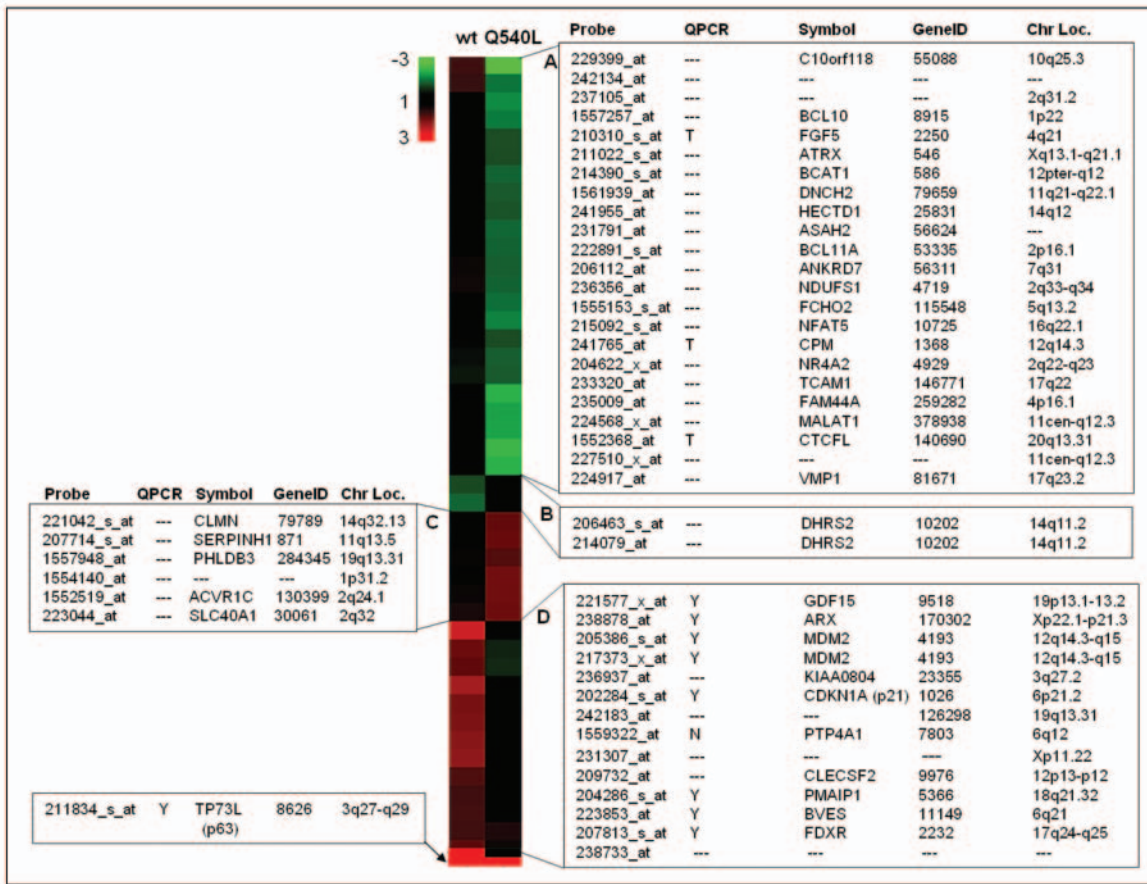 wt Q540L
-3
1
3
A
Probe QPCR Symbol GeneID Chr Loc.
229399_at --- C10orf118 55088 10q25.3
242134_at --- --- --- ---
237105_at --- --- --- 2q31.2
1557257_at --- BCL10 8915 1p22
210310_s_at T FGF5 2250 4q21
211022_s_at --- ATRX 546 Xq13.1-q21.1
214390_s_at --- BCAT1 586 12pter-q12
1561939_at --- DNCH2 79659 11q21-q22.1
241955_at --- HECTD1 25831 14q12
231791_at --- ASAH2 56624 ---
222891_s_at --- BCL11A 53335 2p16.1
206112_at --- ANKRD7 56311 7q31
236356_at --- NDUFS1 4719 2q33-q34
1555153_s_at --- FCHO2 115548 5q13.2
215092_s_at --- NFAT5 10725 16q22.1
241765_at T CPM 1368 12q14.3
204622_x_at --- NR4A2 4929 2q22-q23
233320_at --- TCAM1 146771 17q22
235009_at --- FAM44A 259282 4p16.1
224568_x_at --- MALAT1 378938 11cen-q12.3
1552368_at T CTCFL 140690 20q13.31
227510_x_at --- --- --- 11cen-q12.3
224917_at --- VMP1 81671 17q23.2
B
206463_s_at --- DHRS2 10202 14q11.2
214079_at --- DHRS2 10202 14q11.2
C
Probe QPCR Symbol GeneID Chr Loc.
221042_s_at --- CLMN 79789 14q32.13
207714_s_at --- SERPINH1 871 11q13.5
1557948_at --- PHLDB3 284345 19q13.31
1554140_at --- --- --- 1p31.2
1552519_at --- ACVR1C 130399 2q24.1
223044_at --- SLC40A1 30061 2q32
D
221577_x_at Y GDF15 9518 19p13.1-13.2
238878_at Y ARX 170302 Xp22.1-p21.3
205386_s_at Y MDM2 4193 12q14.3-q15
217373_x_at Y MDM2 4193 12q14.3-q15
236937_at --- KIAA0804 23355 3q27.2
202284_s_at Y CDKN1A (p21) 1026 6p21.2
242183_at --- --- 126298 19q13.31
1559322_at N PTP4A1 7803 6q12
231307_at --- --- --- Xp11.22
209732_at --- CLECSF2 9976 12p13-p12
204286_s_at Y PMAIP1 5366 18q21.32
223853_at Y BVES 11149 6q21
207813_s_at Y FDXR 2232 17q24-q25
238733_at --- --- --- ---
211834_s_at Y TP73L 8626 3q27-q29
(p63)